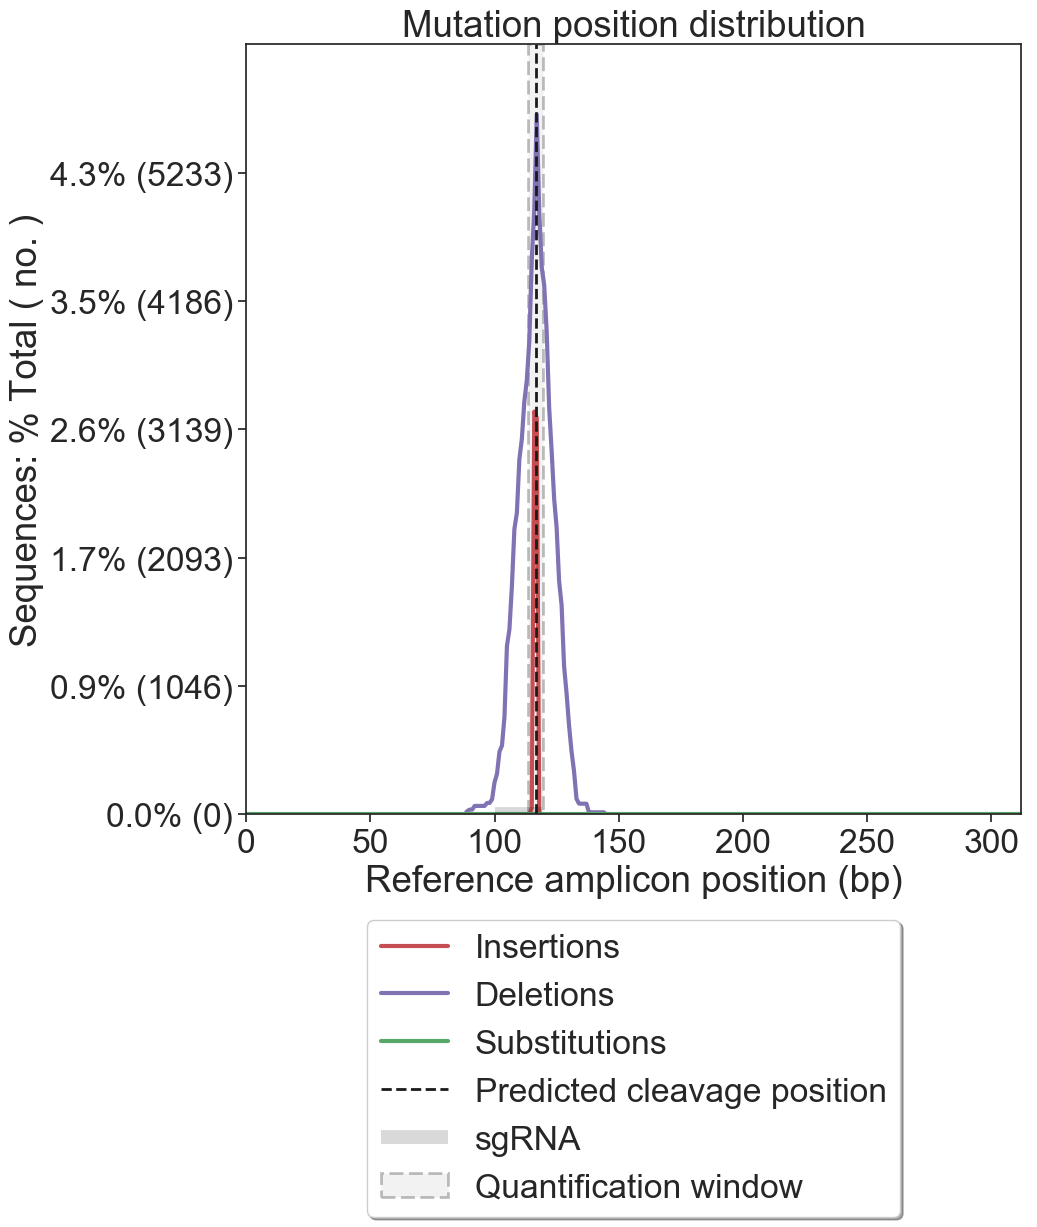 Mutation position distribution
Sequences: % Total ( no. )
4.3% (5233)
3.5% (4186)
2.6% (3139)
1.7% (2093)
0.9% (1046)
0.0% (0)
0 50 100 150 200 250 300
Reference amplicon position (bp)
Insertions
Deletions
Substitutions
Predicted cleavage position
sgRNA
Quantification window